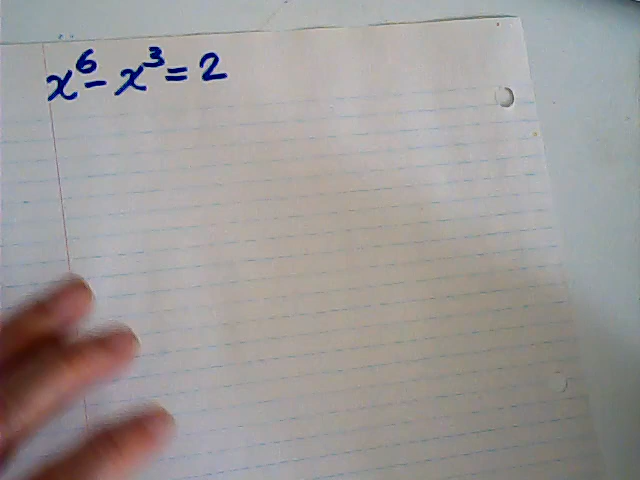 x⁶ - x³ = 2